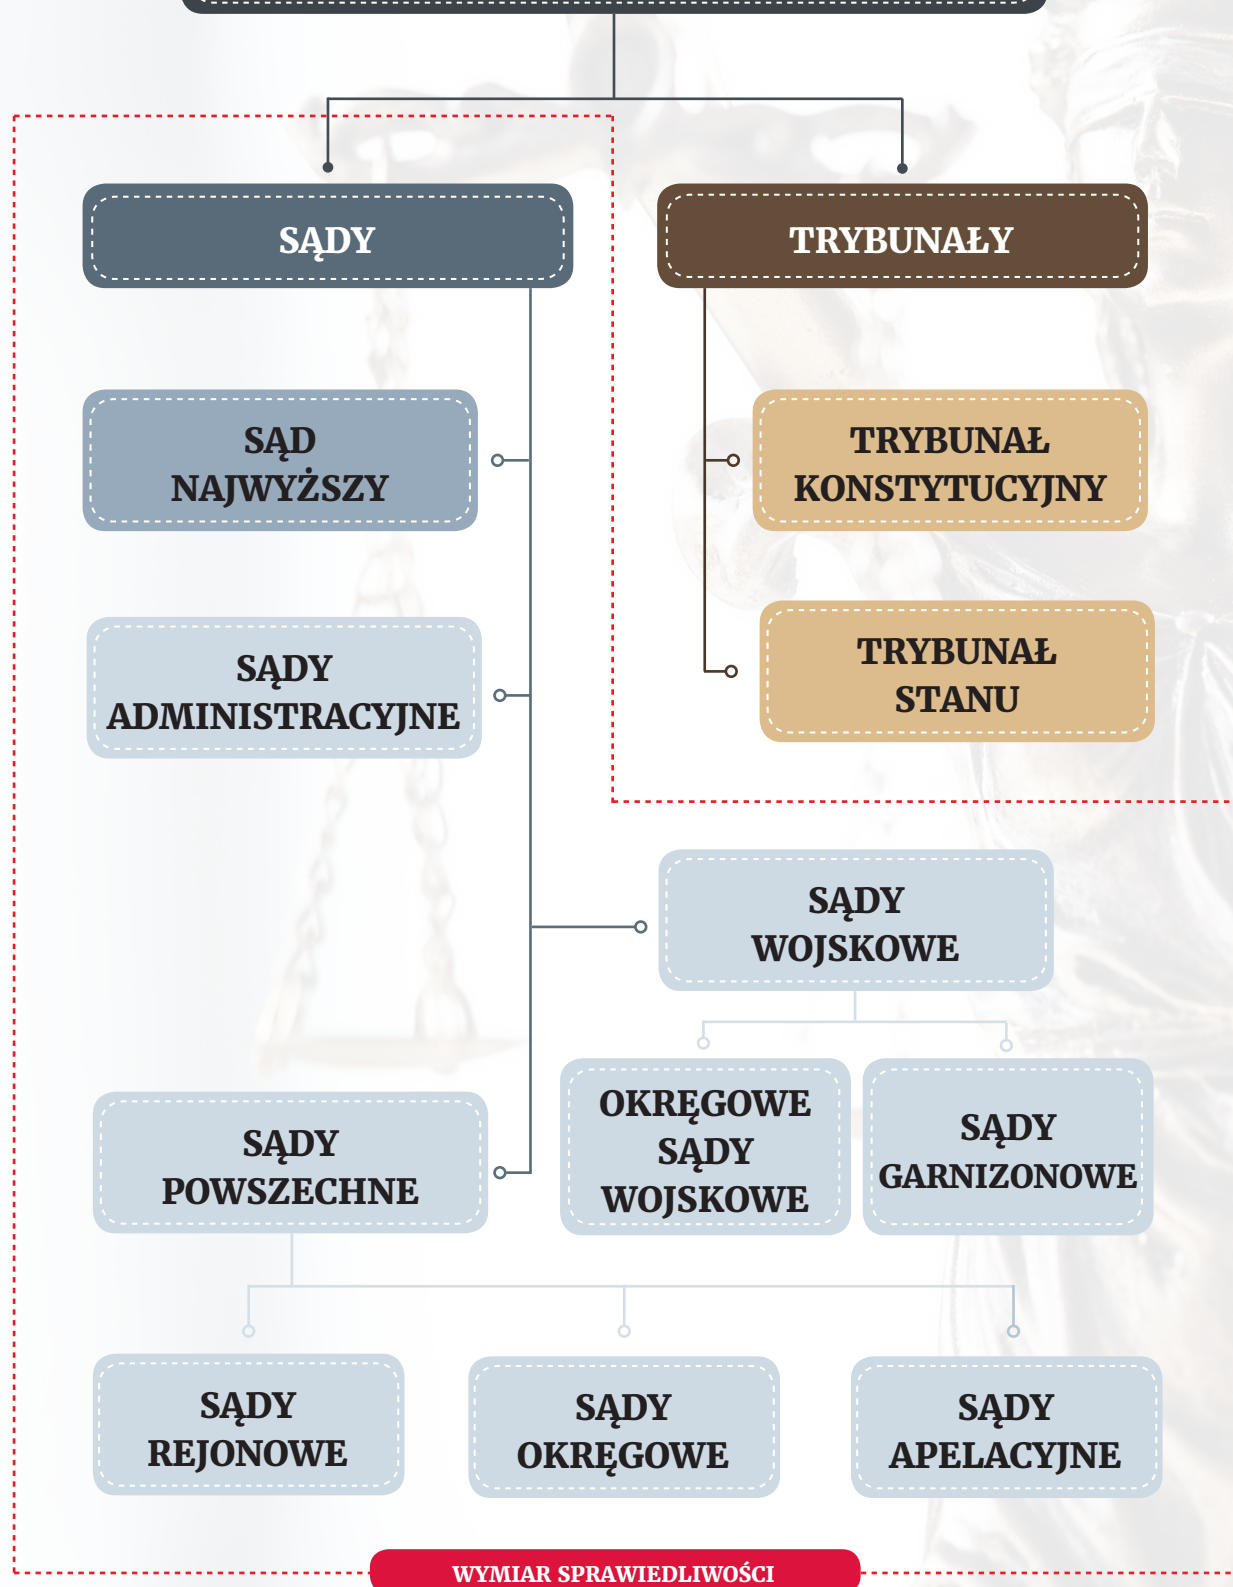 SĄDY
TRYBUNAŁY
SĄD
NAJWYŻSZY
TRYBUNAŁ
KONSTYTUCYJNY
SĄDY
ADMINISTRACYJNE
TRYBUNAŁ
STANU
SĄDY
WOJSKOWE
OKRĘGOWE
SĄDY
WOJSKOWE
SĄDY
GARNIZONOWE
SĄDY
POWSZECHNE
SĄDY
REJONOWE
SĄDY
OKRĘGOWE
SĄDY
APELACYJNE
WYMIAR SPRAWIEDLIWOŚCI